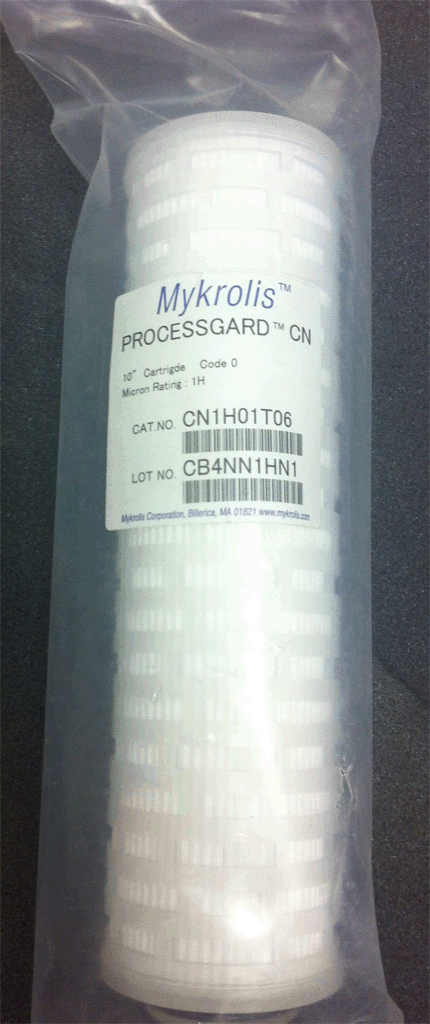 Mykrolis™
PROCESSGARD™ CN
10" Cartrigde Code 0
Micron Rating : 1H
CAT.NO. CN1H01T06
LOT NO. CB4NN1HN1
Mykrolis Corporation, Billerica, MA 01821 www.mykrolis.com